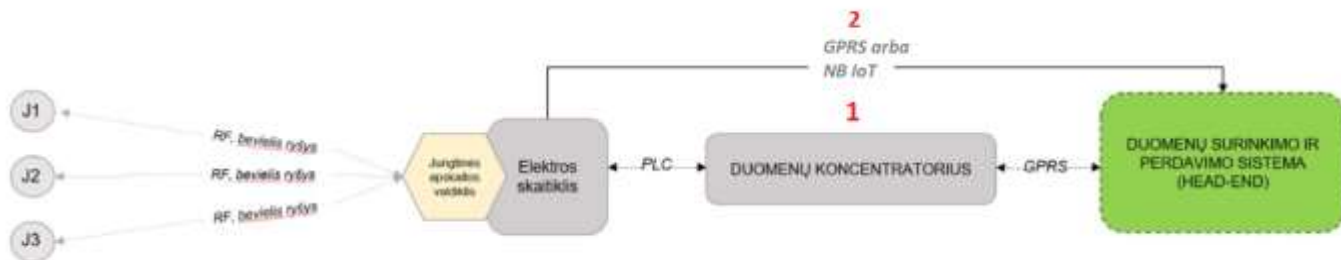 2
GPRS arba
NB IoT
1
J1
J2
J3
RF, bevielis ryšys
RF, bevielis ryšys
RF, bevielis ryšys
Jungtinės
apskaitos
valdiklis
Elektros
skaitiklis
PLC
DUOMENŲ KONCENTRATORIUS
GPRS
DUOMENŲ SURINKIMO IR
PERDAVIMO SISTEMA
(HEAD-END)